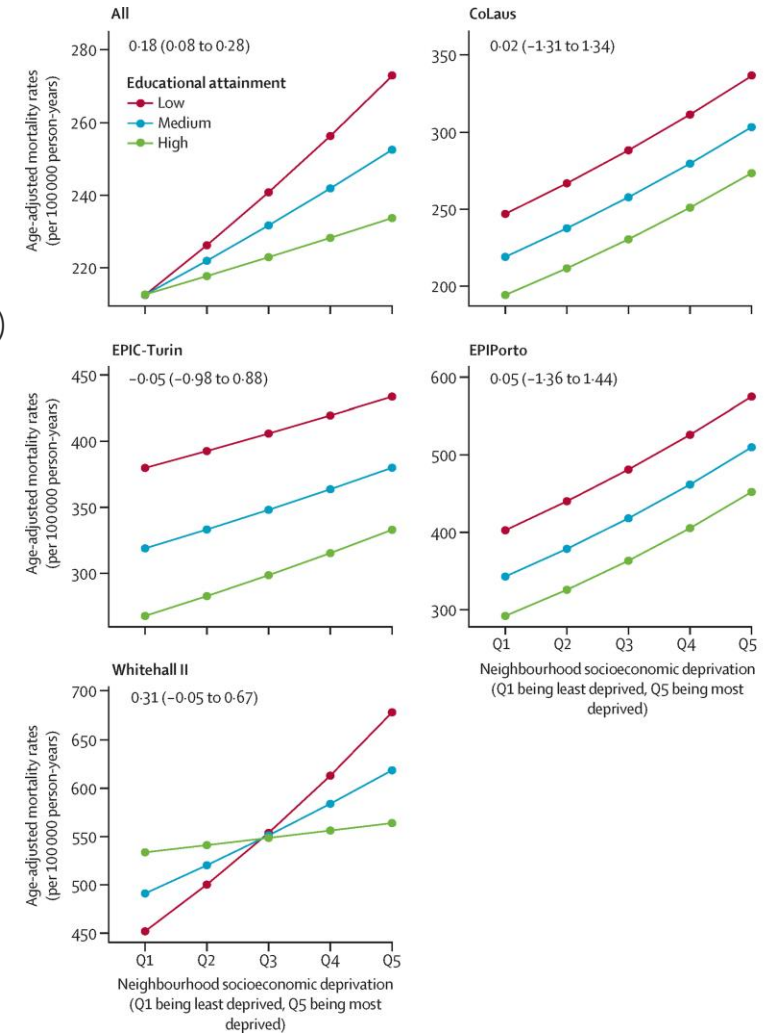 All
0·18 (0·08 to 0·28)
Educational attainment
Low
Medium
High
280
260
240
220
Age-adjusted mortality rates
(per 100 000 person-years)
CoLaus
0·02 (−1·31 to 1·34)
350
300
250
200
)
EPIC-Turin
−0·05 (−0·98 to 0·88)
450
400
350
300
Age-adjusted mortality rates
(per 100 000 person-years)
EPIPorto
0·05 (−1·36 to 1·44)
600
500
400
300
Q1 Q2 Q3 Q4 Q5
Neighbourhood socioeconomic deprivation
(Q1 being least deprived, Q5 being most
deprived)
Whitehall II
0·31 (−0·05 to 0·67)
700
650
600
550
500
450
Age-adjusted mortality rates
(per 100 000 person-years)
Q1 Q2 Q3 Q4 Q5
Neighbourhood socioeconomic deprivation
(Q1 being least deprived, Q5 being most
deprived)